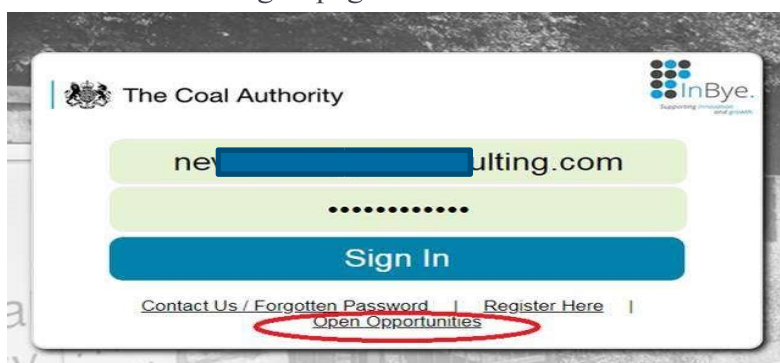 The Coal Authority
InBye.
Supporting innovation
and growth
ulting.com
••••••••••••
Sign In
Contact Us / Forgotten Password | Register Here |
Open Opportunities